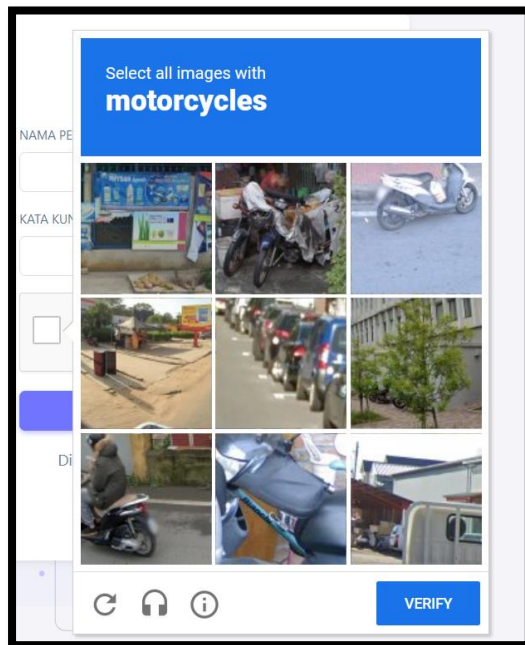 Select all images with
motorcycles
NAMA PE
KATA KUN
Di
VERIFY